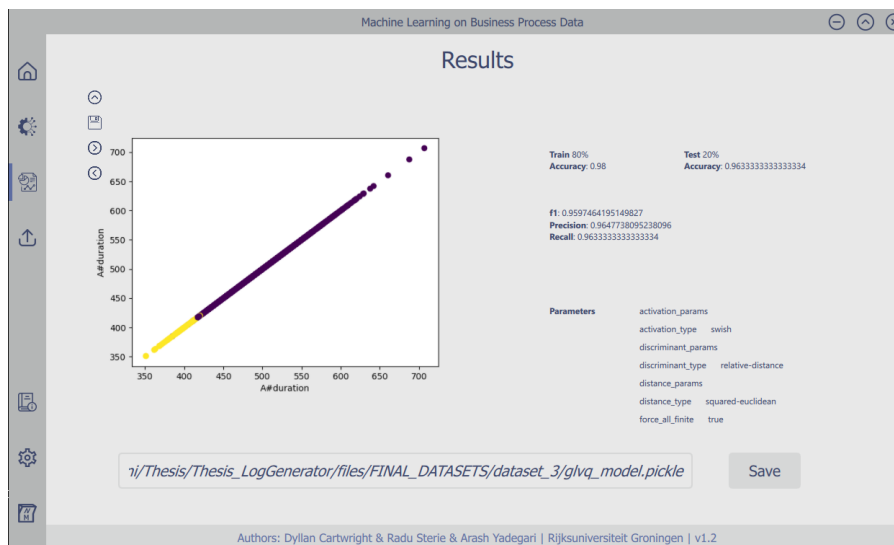 Machine Learning on Business Process Data
Results
700
650
600
550
500
450
400
350
A#duration
350 400 450 500 550 600 650 700
A#duration
Train 80%
Accuracy: 0.98
Test 20%
Accuracy: 0.9633333333333334
f1: 0.9597464195149827
Precision: 0.9647738095238096
Recall: 0.9633333333333334
Parameters
activation_params
activation_type swish
discriminant_params
discriminant_type relative-distance
distance_params
distance_type squared-euclidean
force_all_finite true
ni/Thesis/Thesis_LogGenerator/files/FINAL_DATASETS/dataset_3/glvq_model.pickle
Save
Authors: Dyllan Cartwright & Radu Sterie & Arash Yadegari | Rijksuniversiteit Groningen | v1.2